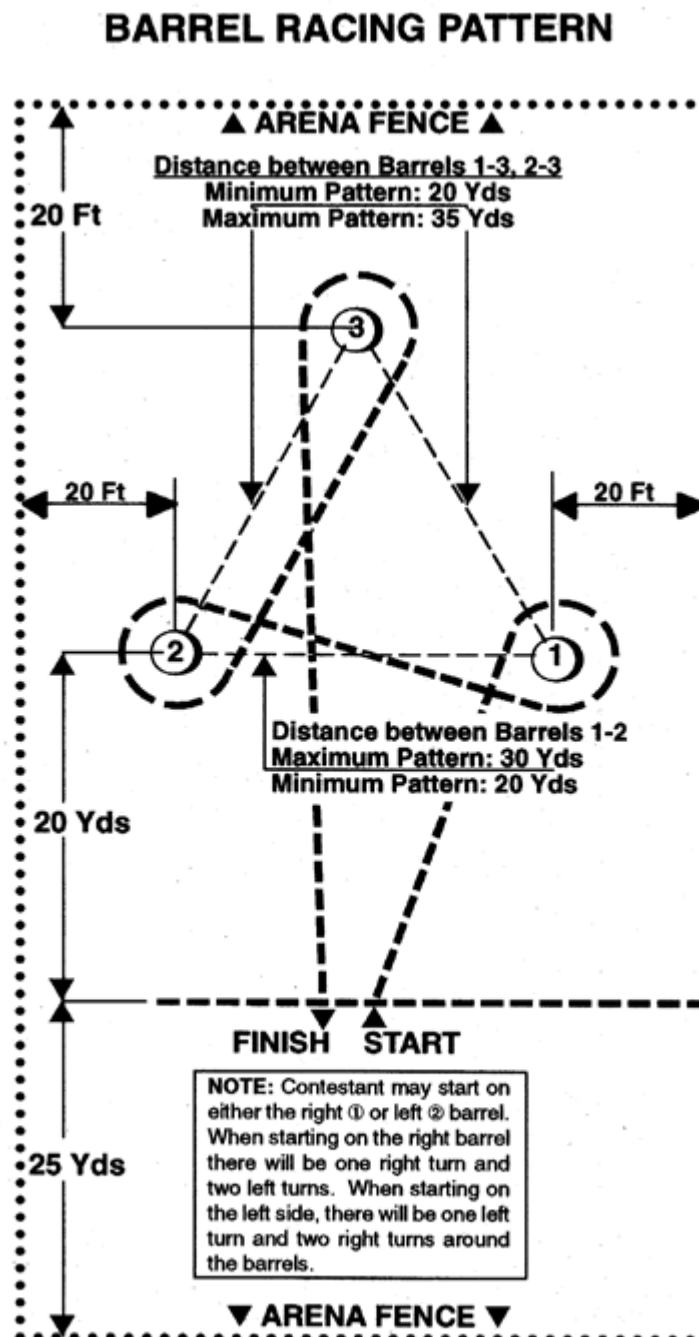 BARREL RACING PATTERN
▲ ARENA FENCE ▲
Distance between Barrels 1-3, 2-3
Minimum Pattern: 20 Yds
Maximum Pattern: 35 Yds
20 Ft
3
20 Ft
20 Ft
2
1
Distance between Barrels 1-2
Maximum Pattern: 30 Yds
Minimum Pattern: 20 Yds
20 Yds
FINISH START
NOTE: Contestant may start on
either the right ① or left ② barrel.
When starting on the right barrel
there will be one right turn and
two left turns. When starting on
the left side, there will be one left
turn and two right turns around
the barrels.
25 Yds
▼ ARENA FENCE ▼